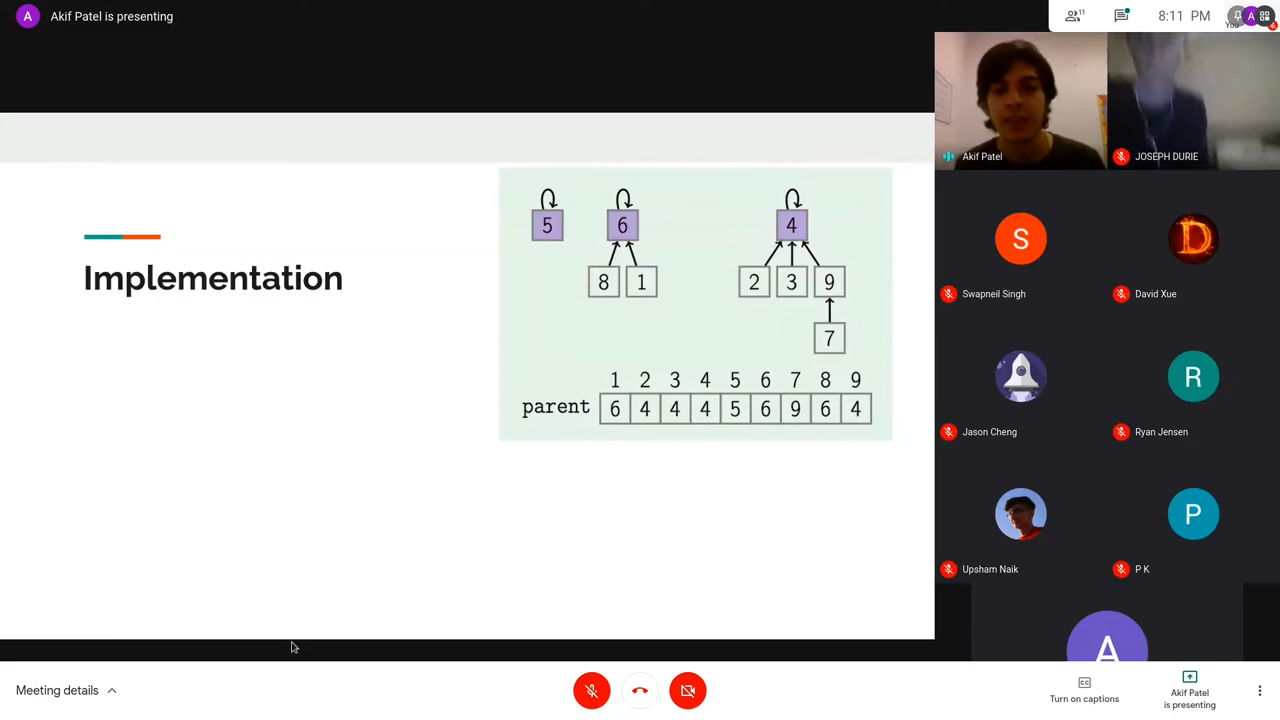 A Akif Patel is presenting
11
8:11 PM
A
You
Implementation
5 6 4
8 1 2 3 9
7
1 2 3 4 5 6 7 8 9
parent 6 4 4 4 5 6 9 6 4
Akif Patel
JOSEPH DURIE
S
D
Swapneil Singh
David Xue
R
Jason Cheng
Ryan Jensen
P
Upsham Naik
P K
A
Meeting details
CC
Turn on captions
Akif Patel
is presenting